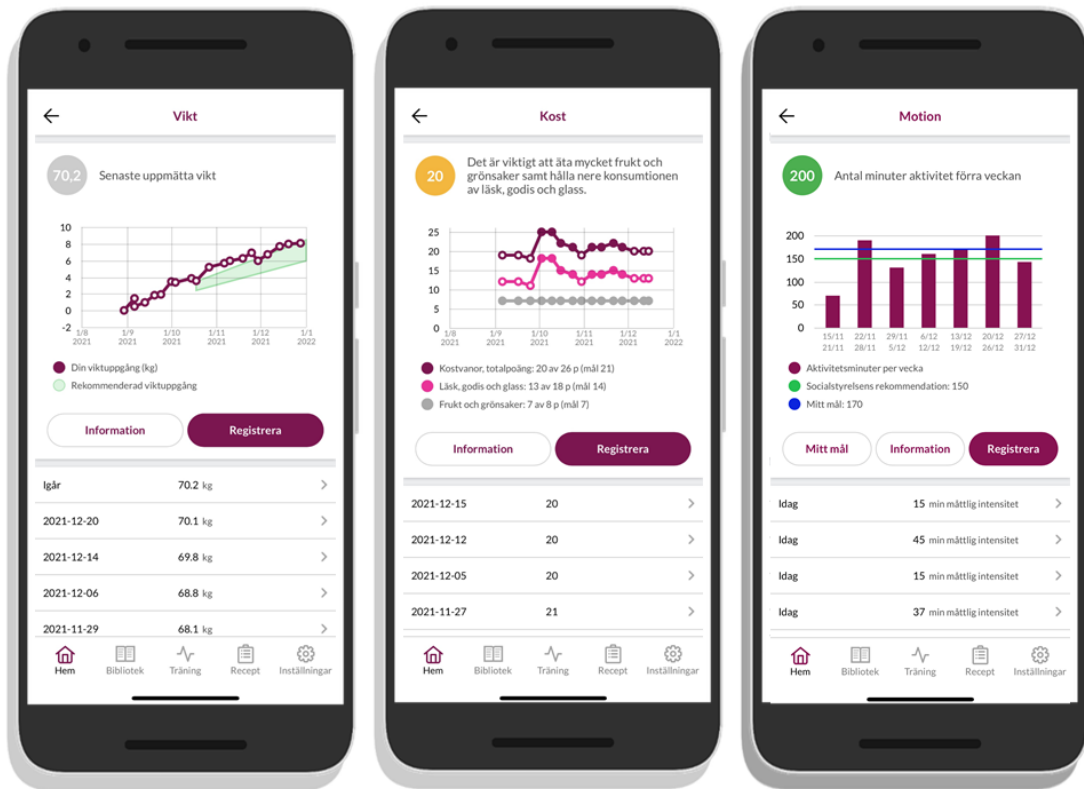 Vikt
70,2 Senaste uppmätta vikt
10
8
6
4
2
0
-2
1/8 1/9 1/10 1/11 1/12 1/1
2021 2021 2021 2021 2021 2022
Din viktuppgång (kg)
Rekommenderad viktuppgång
Information Registrera
Igår 70.2 kg
2021-12-20 70.1 kg
2021-12-14 69.8 kg
2021-12-06 68.8 kg
2021-11-29 68.1 kg
Hem Bibliotek Träning Recept Inställningar
Kost
20
Det är viktigt att äta mycket frukt och
grönsaker samt hålla nere konsumtionen
av läsk, godis och glass.
25
20
15
10
5
0
1/8 1/9 1/10 1/11 1/12 1/1
2021 2021 2021 2021 2021 2022
Kostvanor, totalpoäng: 20 av 26 p (mål 21)
Läsk, godis och glass: 13 av 18 p (mål 14)
Frukt och grönsaker: 7 av 8 p (mål 7)
Information Registrera
2021-12-15 20
2021-12-12 20
2021-12-05 20
2021-11-27 21
Hem Bibliotek Träning Recept Inställningar
Motion
200 Antal minuter aktivitet förra veckan
200
150
100
50
0
15/11 22/11 29/11 6/12 13/12 20/12 27/12
21/11 28/11 5/12 12/12 19/12 26/12 31/12
Aktivitetsminuter per vecka
Socialstyrelsens rekommendation: 150
Mitt mål: 170
Mitt mål Information Registrera
Idag 15 min måttlig intensitet
Idag 45 min måttlig intensitet
Idag 15 min måttlig intensitet
Idag 37 min måttlig intensitet
Hem Bibliotek Träning Recept Inställningar